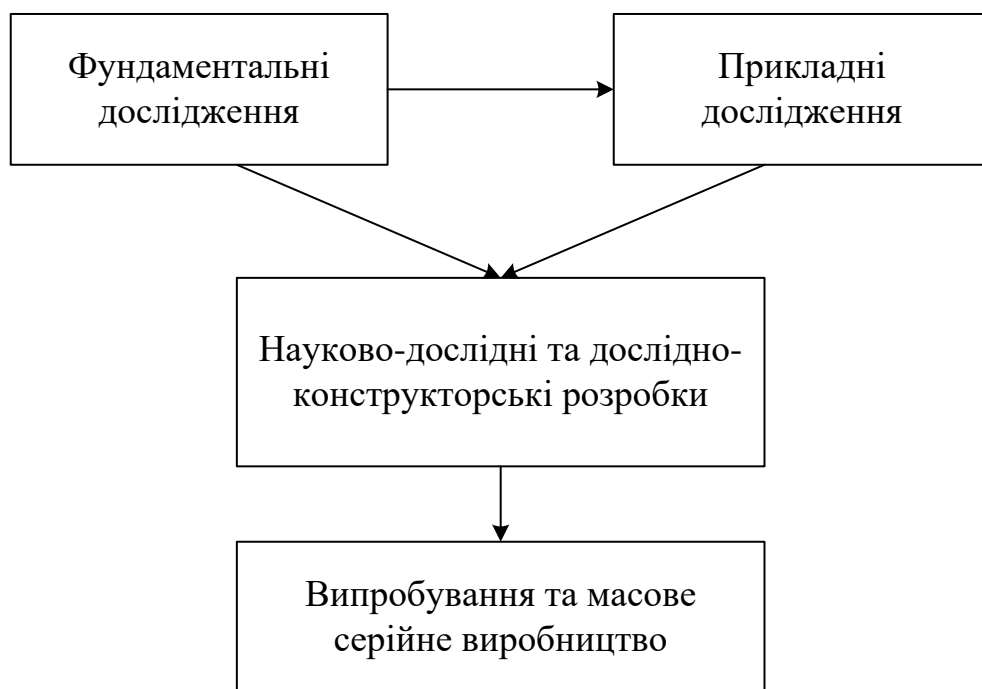 Фундаментальні
дослідження
Прикладні
дослідження
Науково-дослідні та дослідно-
конструкторські розробки
Випробування та масове
серійне виробництво